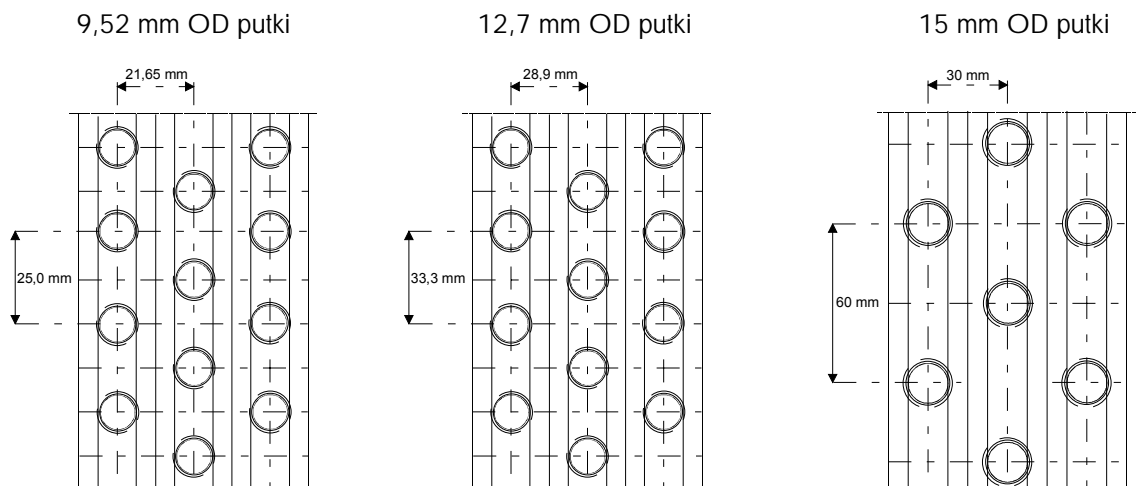 9,52 mm OD putki
12,7 mm OD putki
15 mm OD putki
21,65 mm
28,9 mm
30 mm
25,0 mm
33,3 mm
60 mm